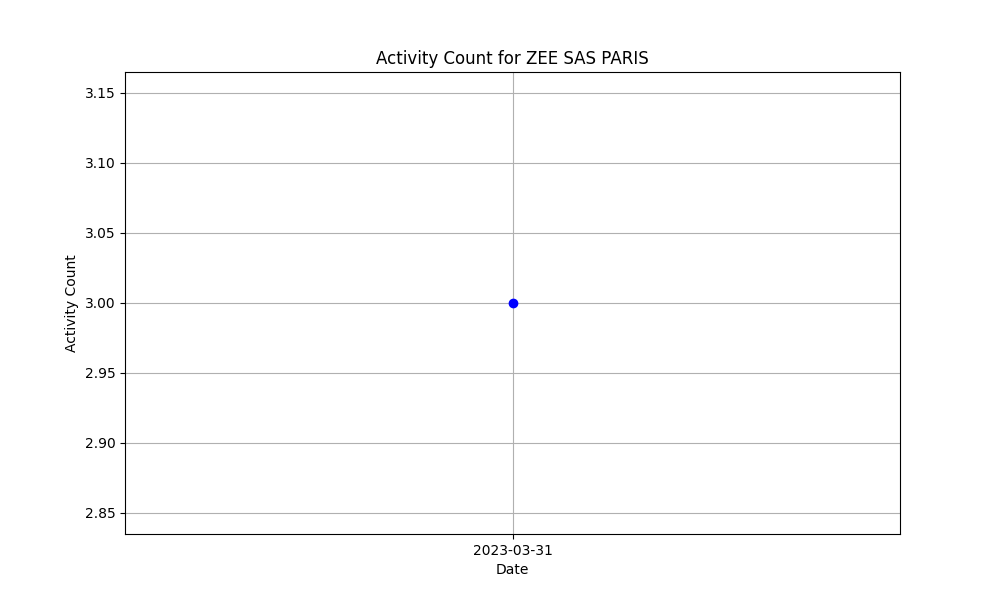 Activity Count for ZEE SAS PARIS
3.15
3.10
3.05
3.00
2.95
2.90
2.85
Activity Count
2023-03-31
Date